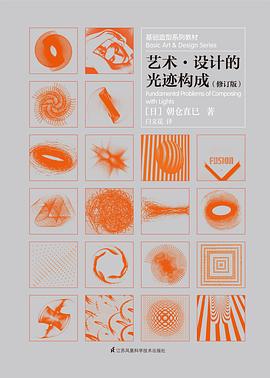 基础造型系列教材
Basic Art & Design Series
艺术·设计的
光迹构成(修订版)
Fundamental Problems of Composing
with Lights
[日] 朝仓直巳 著
白文花 译
FUSION
江苏凤凰科学技术出版社